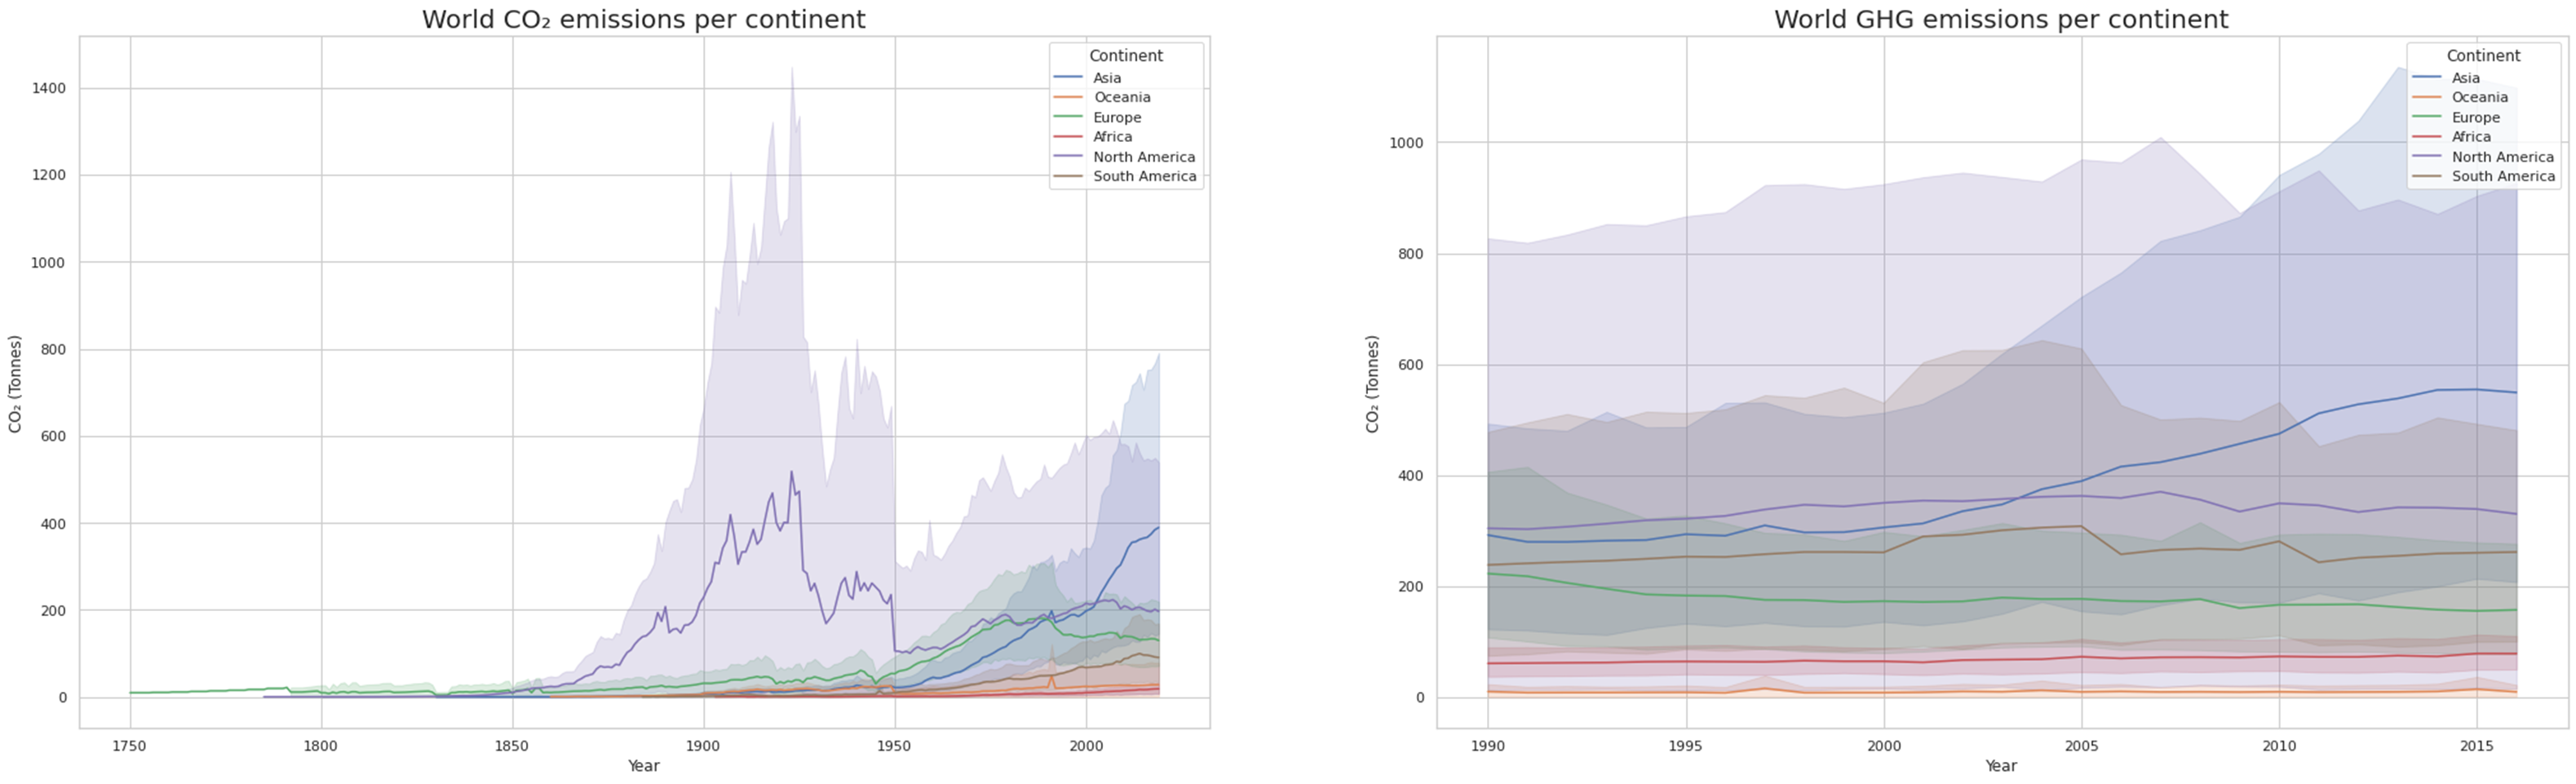 World CO₂ emissions per continent
CO₂ (Tonnes)
1400
1200
1000
800
600
400
200
0
1750
1800
1850
1900
1950
2000
Year
Continent
Asia
Oceania
Europe
Africa
North America
South America
World GHG emissions per continent
CO₂ (Tonnes)
1000
800
600
400
200
0
1990
1995
2000
2005
2010
2015
Year
Continent
Asia
Oceania
Europe
Africa
North America
South America